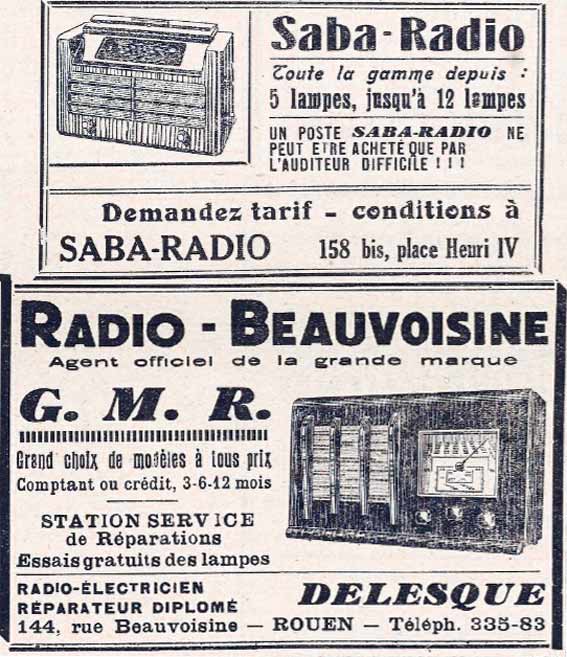 Saba-Radio
Toute la gamme depuis :
5 lampes, jusqu'à 12 lampes
UN POSTE SABA-RADIO NE
PEUT ETRE ACHETÉ QUE PAR
L'AUDITEUR DIFFICILE !!!
Demandez tarif - conditions à
SABA-RADIO 158 bis, place Henri IV
RADIO - BEAUVOISINE
Agent officiel de la grande marque
G. M. R.
Grand choix de modèles à tous prix
Comptant ou crédit, 3-6-12 mois
STATION SERVICE
de Réparations
Essais gratuits des lampes
RADIO-ÉLECTRICIEN
RÉPARATEUR DIPLOMÉ
DELESQUE
144, rue Beauvoisine — ROUEN — Téléph. 335-83